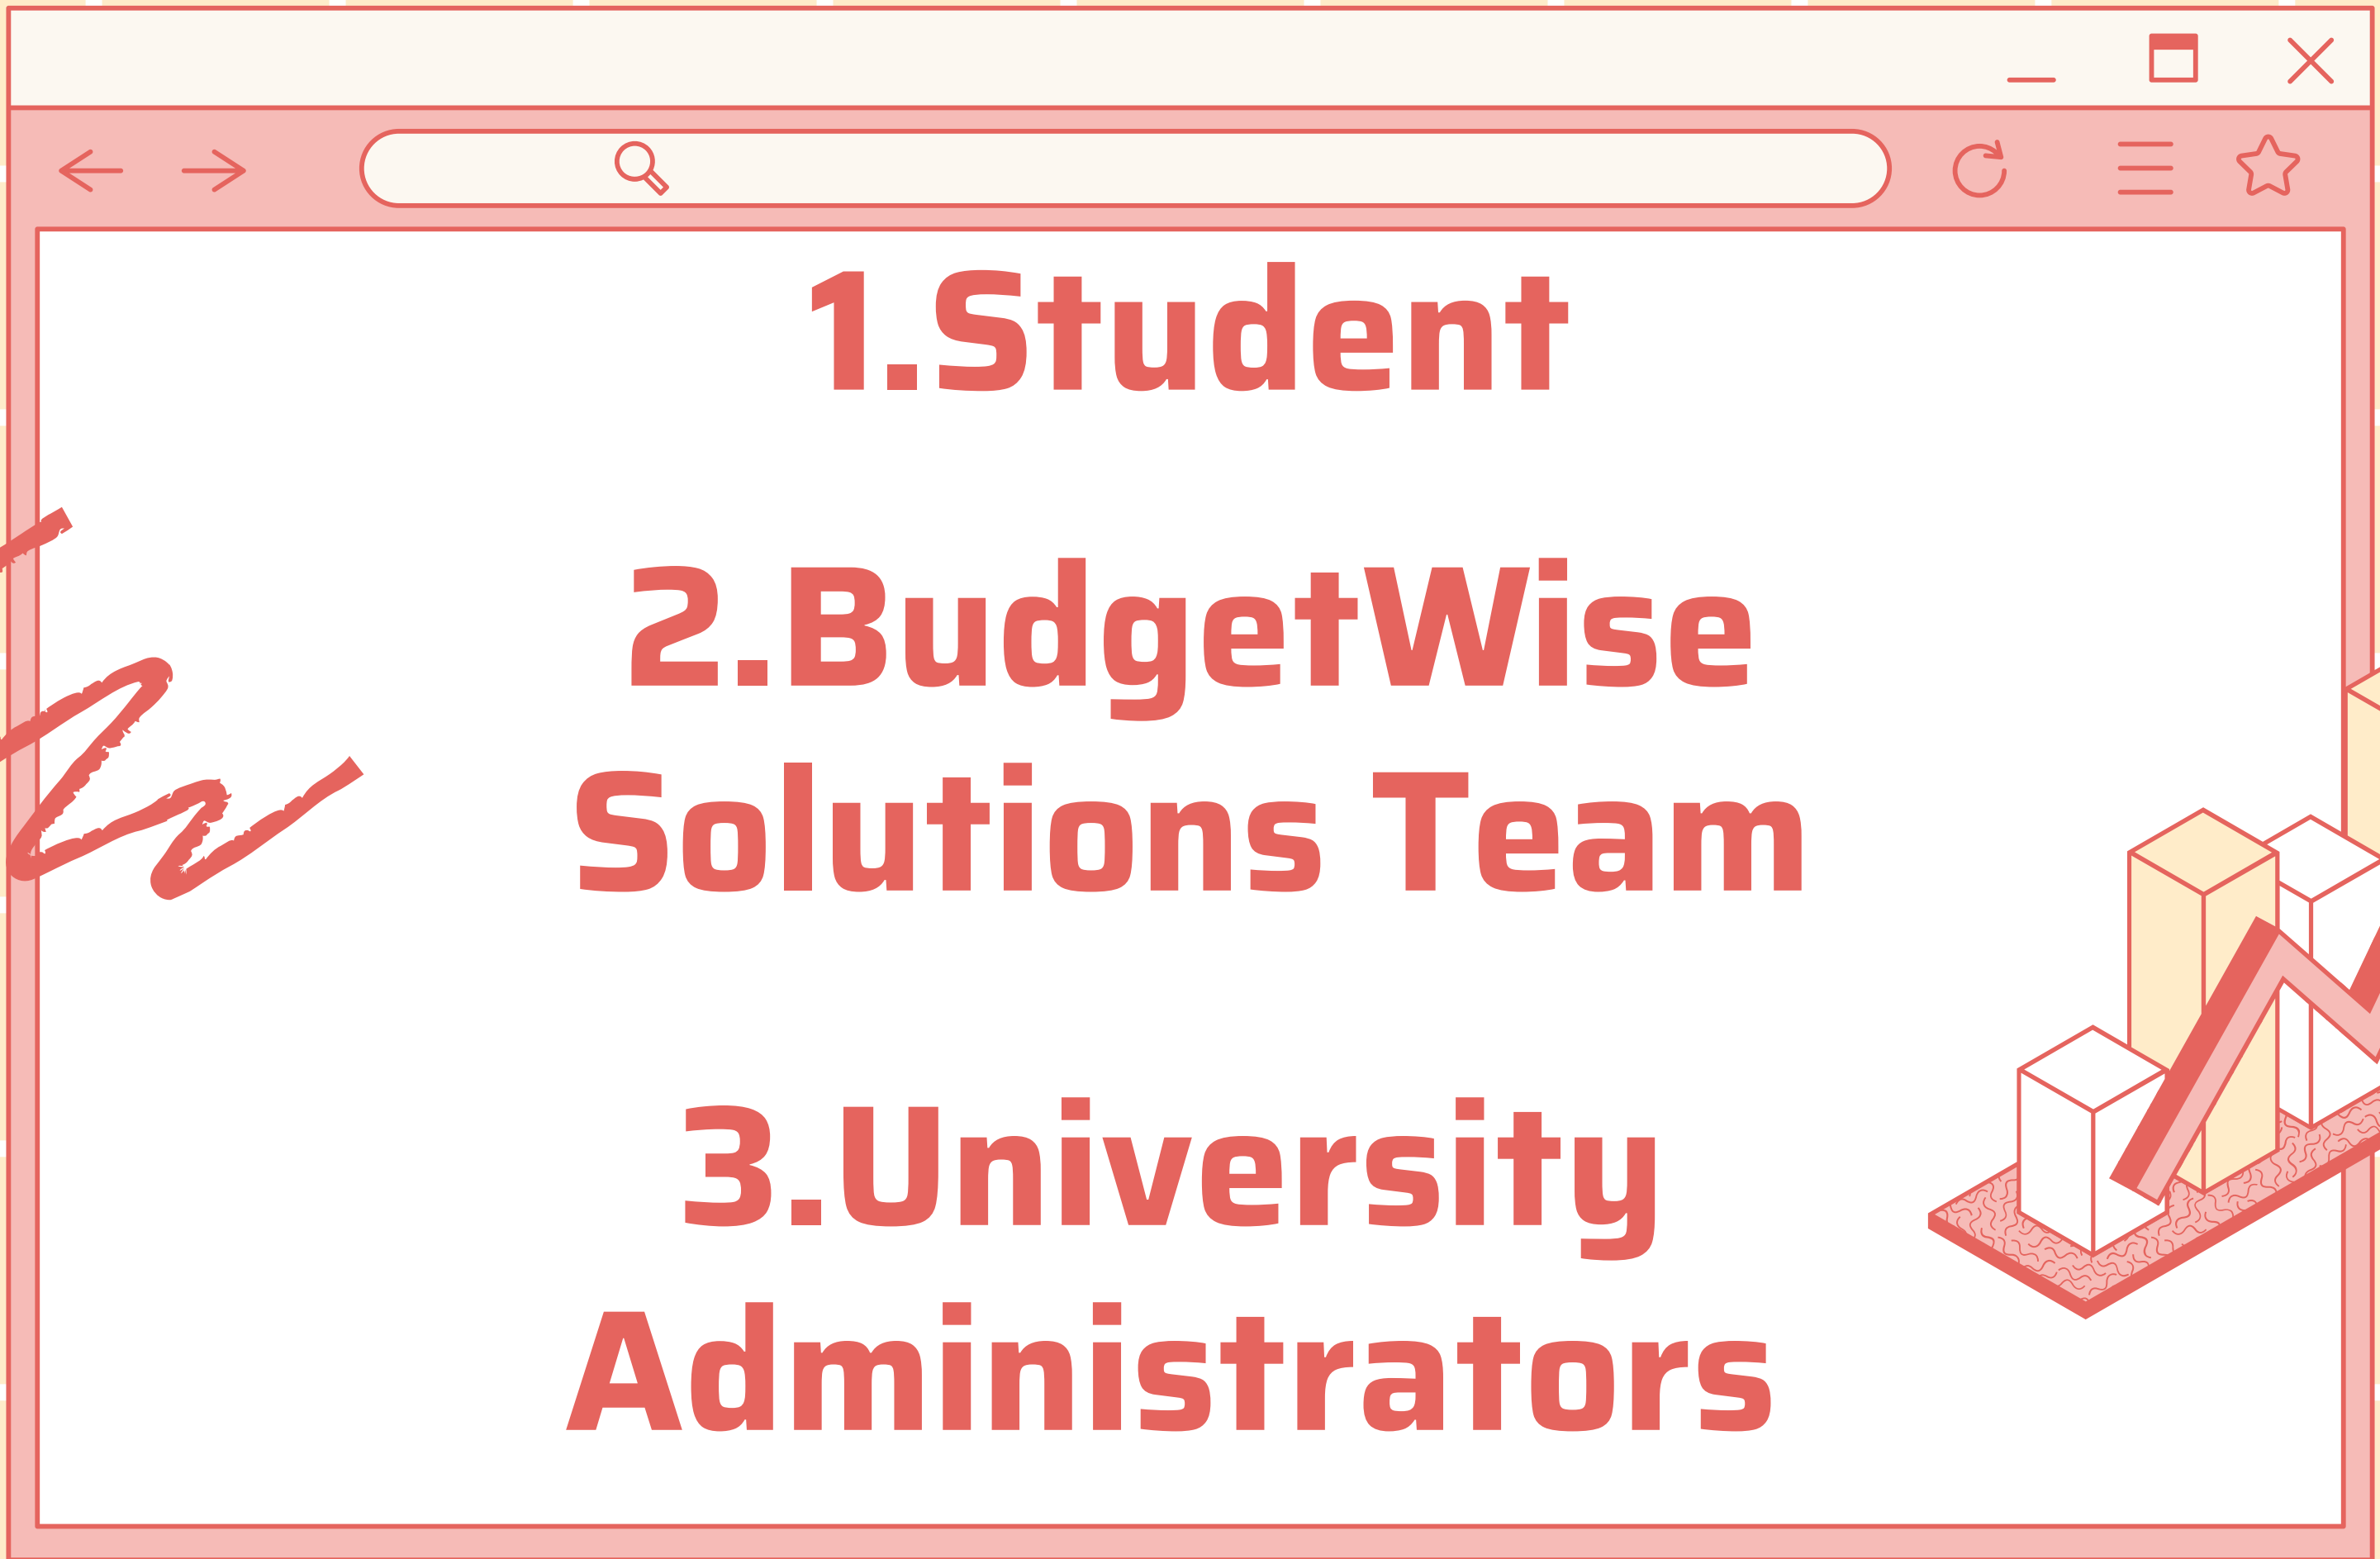 1.Student
2.BudgetWise
Solutions Team
3.University
Administrators